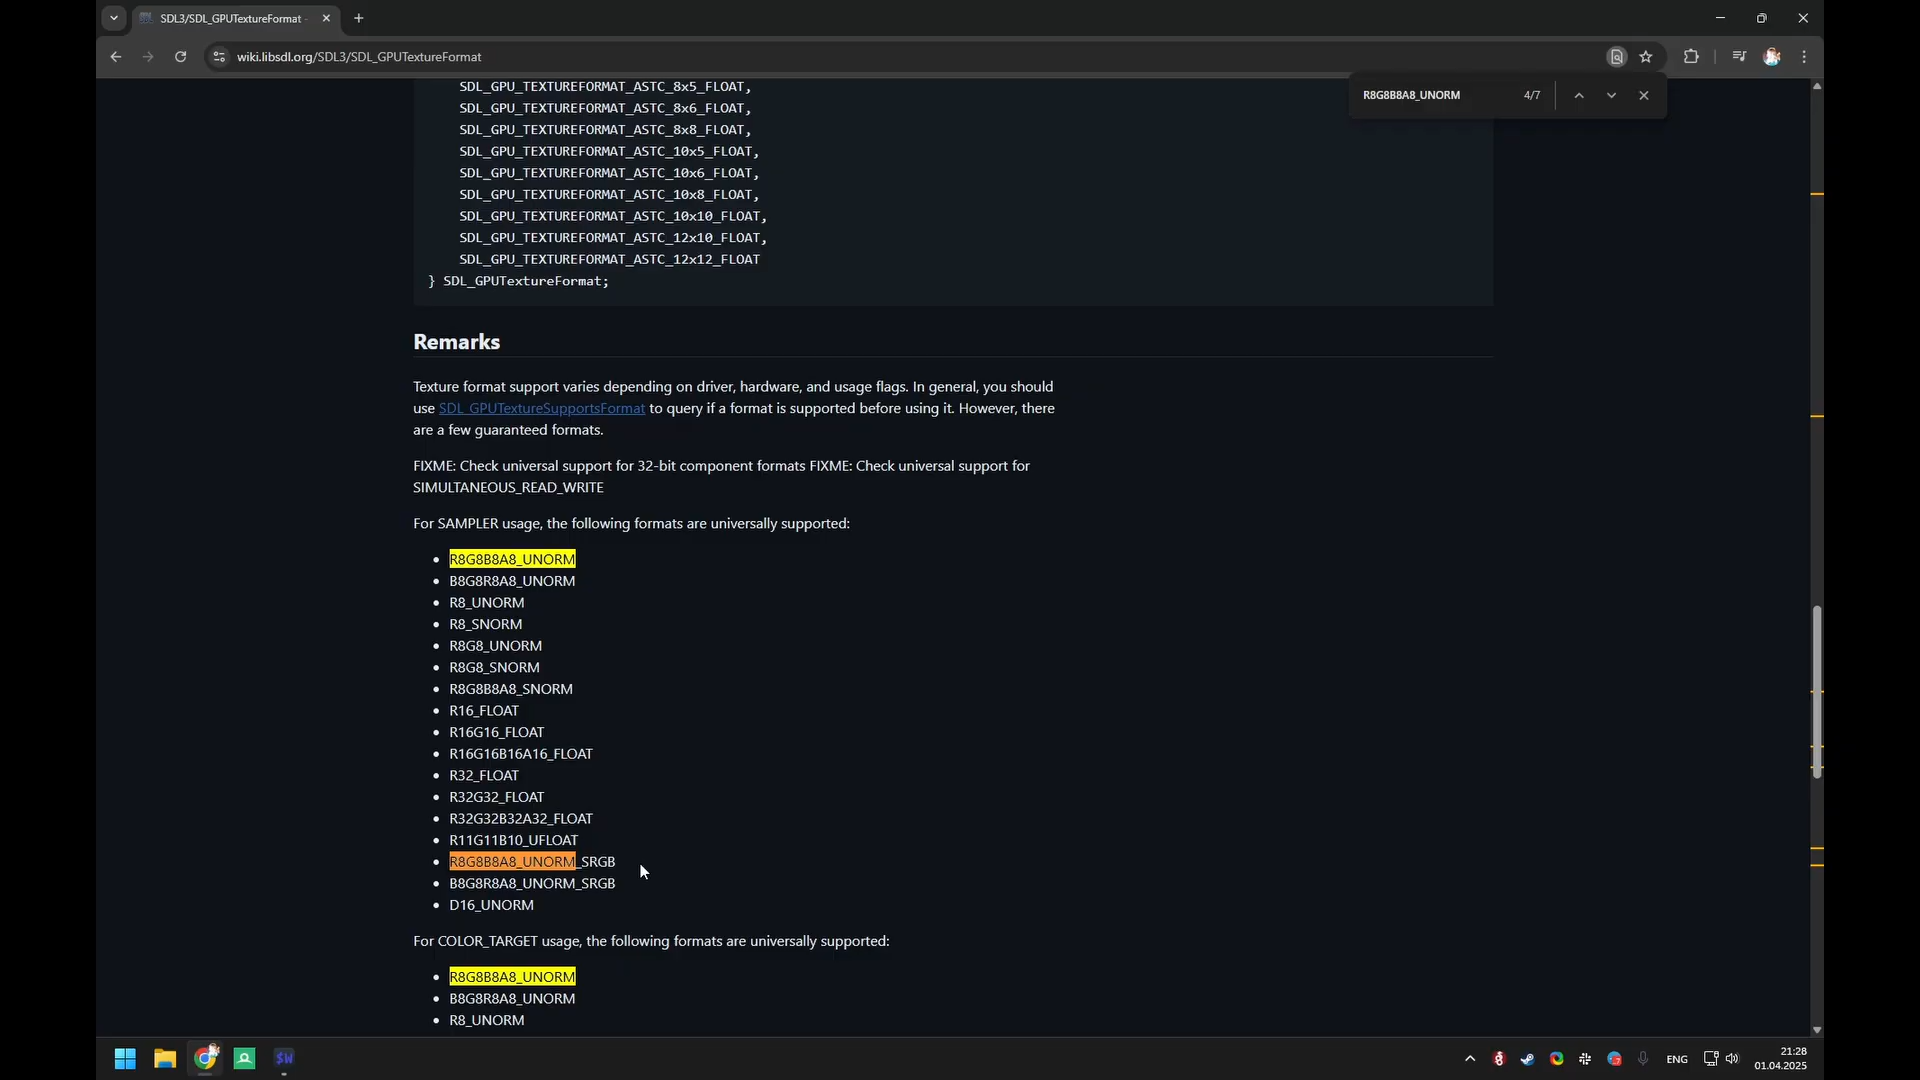 SDL3/SDL_GPUTextureFormat
wiki.libsdl.org/SDL3/SDL_GPUTextureFormat
R8G8B8A8_UNORM 4/7
SDL_GPU_TEXTUREFORMAT_ASTC_8x5_FLOAT,
SDL_GPU_TEXTUREFORMAT_ASTC_8x6_FLOAT,
SDL_GPU_TEXTUREFORMAT_ASTC_8x8_FLOAT,
SDL_GPU_TEXTUREFORMAT_ASTC_10x5_FLOAT,
SDL_GPU_TEXTUREFORMAT_ASTC_10x6_FLOAT,
SDL_GPU_TEXTUREFORMAT_ASTC_10x8_FLOAT,
SDL_GPU_TEXTUREFORMAT_ASTC_10x10_FLOAT,
SDL_GPU_TEXTUREFORMAT_ASTC_12x10_FLOAT,
SDL_GPU_TEXTUREFORMAT_ASTC_12x12_FLOAT
} SDL_GPUTextureFormat;
Remarks
Texture format support varies depending on driver, hardware, and usage flags. In general, you should
use SDL_GPUTextureSupportsFormat to query if a format is supported before using it. However, there
are a few guaranteed formats.
FIXME: Check universal support for 32-bit component formats FIXME: Check universal support for
SIMULTANEOUS_READ_WRITE
For SAMPLER usage, the following formats are universally supported:
• R8G8B8A8_UNORM
• B8G8R8A8_UNORM
• R8_UNORM
• R8_SNORM
• R8G8_UNORM
• R8G8_SNORM
• R8G8B8A8_SNORM
• R16_FLOAT
• R16G16_FLOAT
• R16G16B16A16_FLOAT
• R32_FLOAT
• R32G32_FLOAT
• R32G32B32A32_FLOAT
• R11G11B10_UFLOAT
• R8G8B8A8_UNORM_SRGB
• B8G8R8A8_UNORM_SRGB
• D16_UNORM
For COLOR_TARGET usage, the following formats are universally supported:
• R8G8B8A8_UNORM
• B8G8R8A8_UNORM
• R8_UNORM
$W
ENG
21:28
01.04.2025